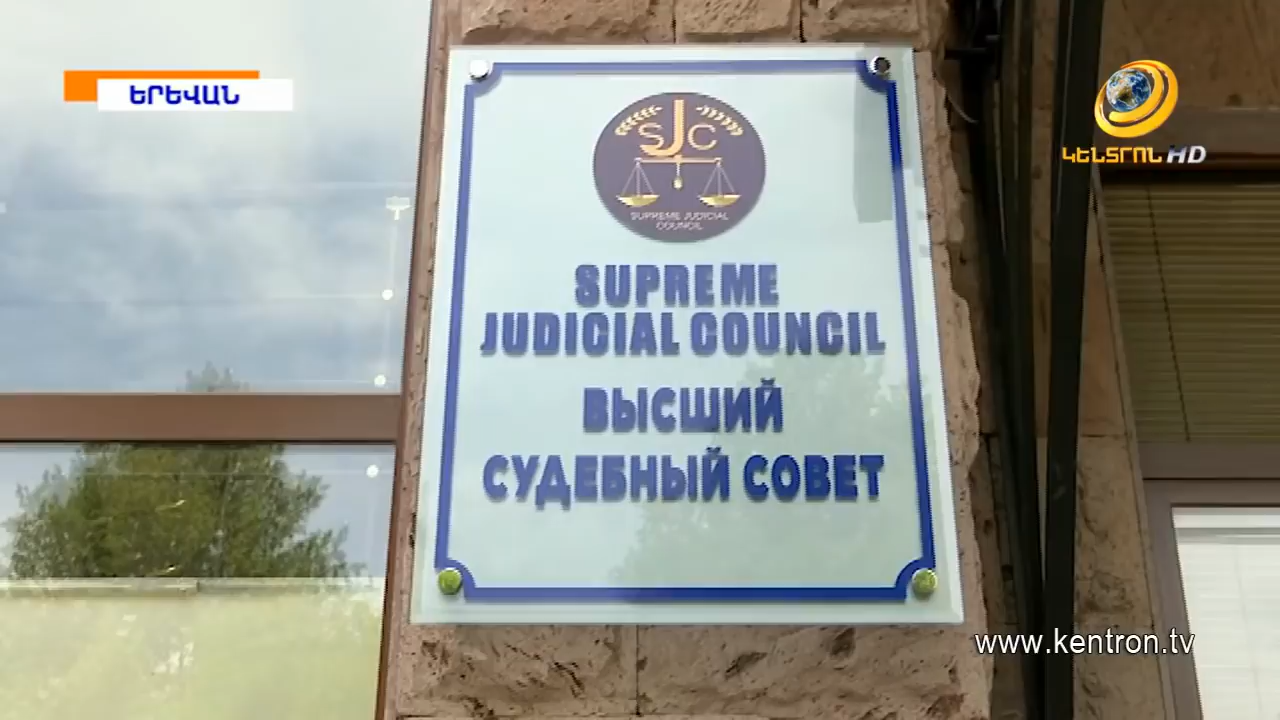 ԵՐԵՎԱՆ
ԿԵՆՏՐՈՆ HD
SJC
SUPREME JUDICIAL
COUNCIL
SUPREME
JUDICIAL COUNCIL
ВЫСШИЙ
СУДЕБНЫЙ СОВЕТ
www.kentron.tv